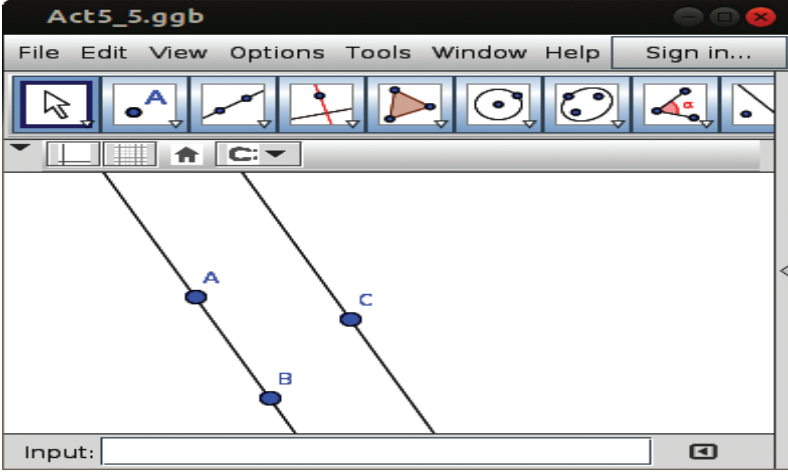 Act5_5.ggb
File Edit View Options Tools Window Help Sign in...
A
α
C:
A
C
B
Input: